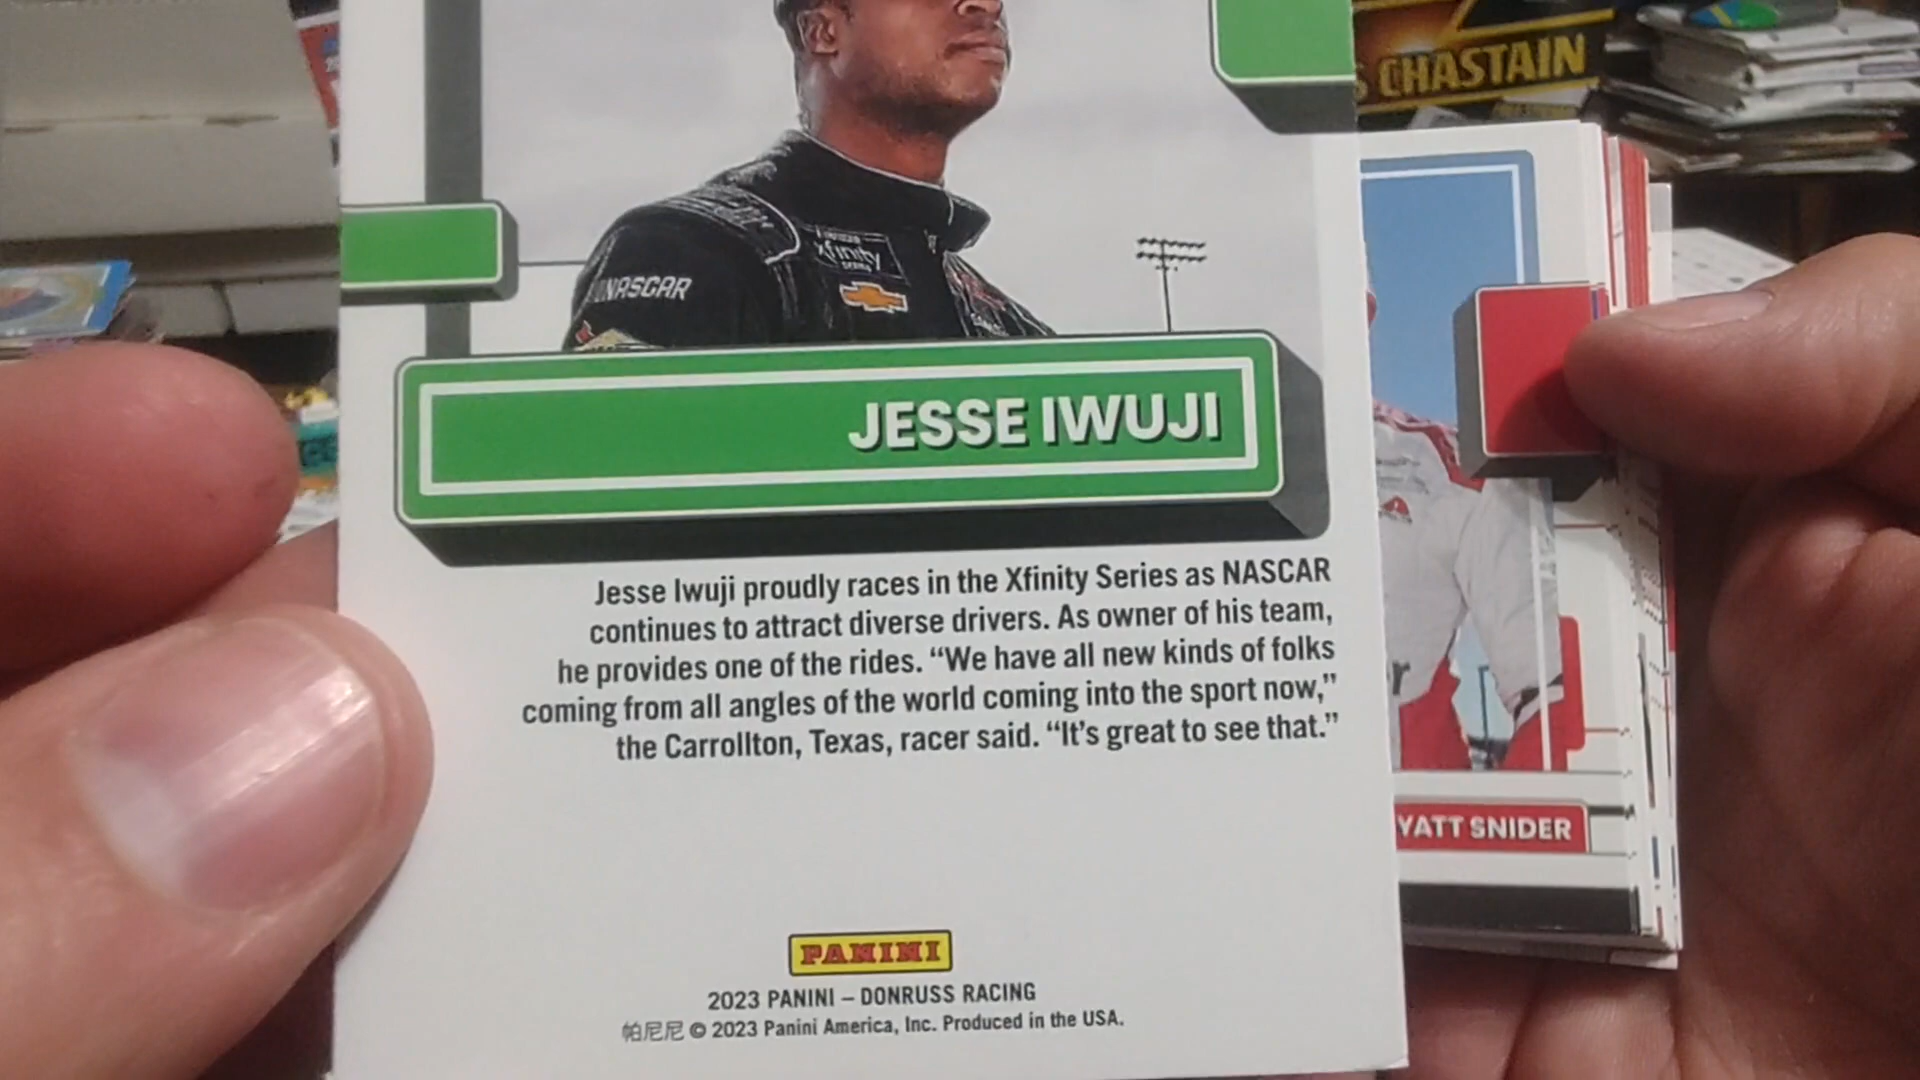 CHASTAIN
xfinity
SERIES
NASCAR
JESSE IWUJI
Jesse Iwuji proudly races in the Xfinity Series as NASCAR
continues to attract diverse drivers. As owner of his team,
he provides one of the rides. “We have all new kinds of folks
coming from all angles of the world coming into the sport now,”
the Carrollton, Texas, racer said. “It’s great to see that.”
YATT SNIDER
PANINI
2023 PANINI – DONRUSS RACING
帕尼尼 © 2023 Panini America, Inc. Produced in the USA.